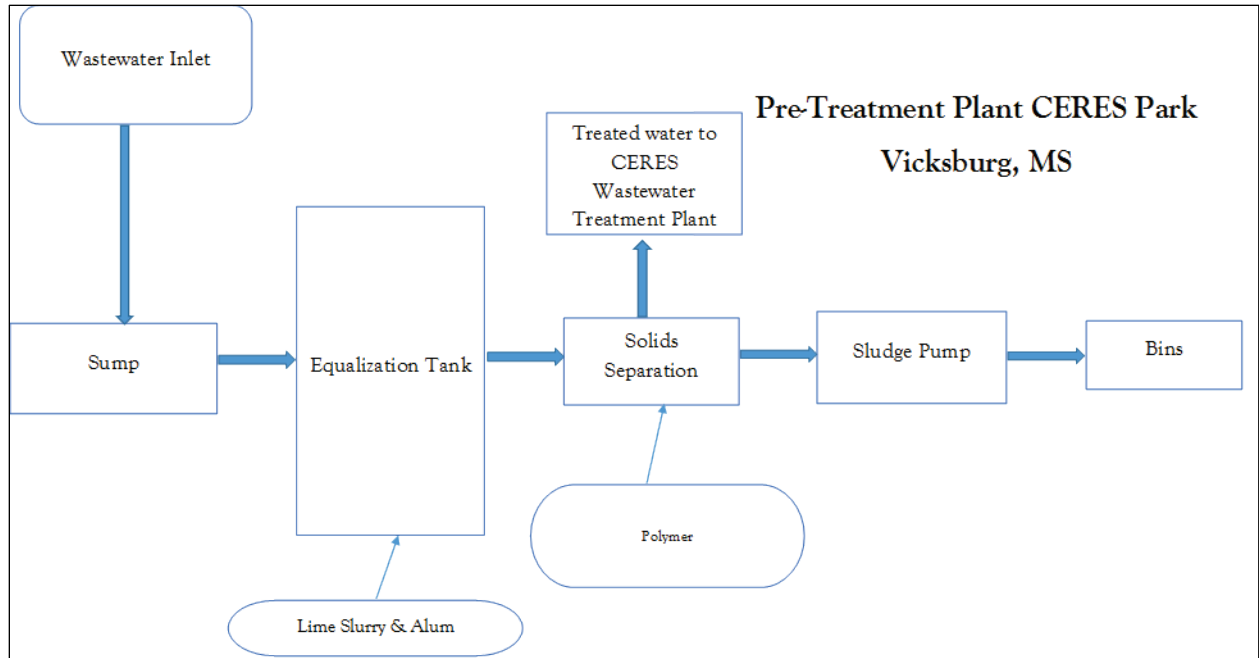 Wastewater Inlet
Pre-Treatment Plant CERES Park
Vicksburg, MS
Treated water to
CERES
Wastewater
Treatment Plant
Sump
Equalization Tank
Solids
Separation
Sludge Pump
Bins
Polymer
Lime Slurry & Alum